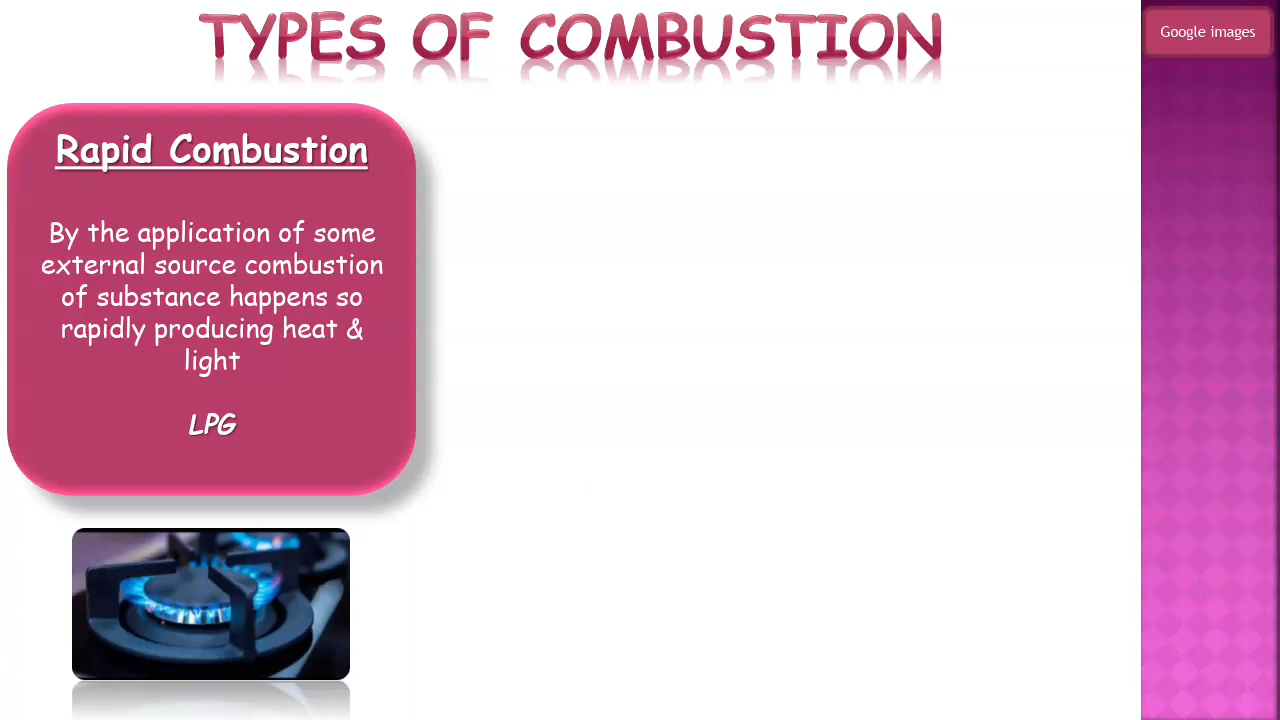 TYPES OF COMBUSTION
Google images
Rapid Combustion
By the application of some
external source combustion
of substance happens so
rapidly producing heat &
light
LPG